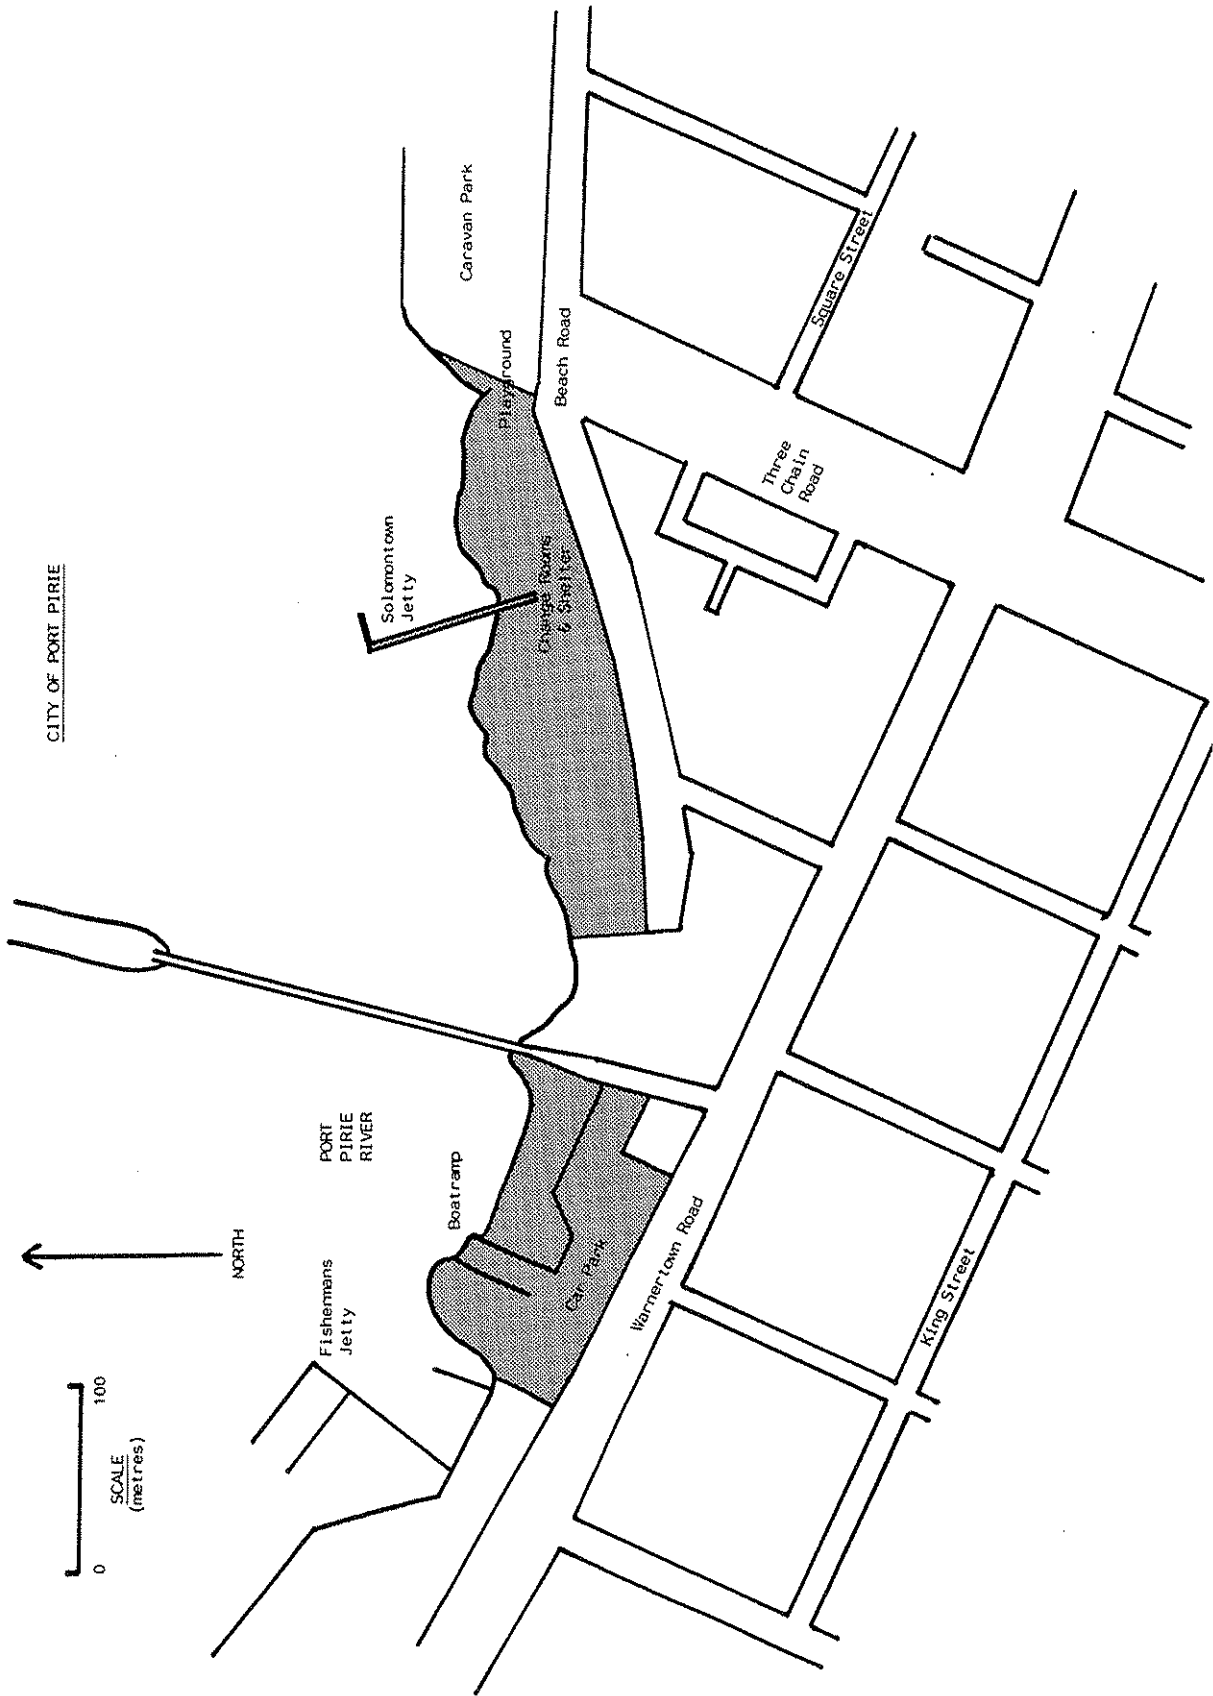 CITY OF PORT PIRIE
0
100
SCALE
(metres)
NORTH
Fishermans
Jetty
PORT
PIRIE
RIVER
Boatramp
Car Park
Solomontown
Jetty
Change Rooms
& Shelter
Playground
Caravan Park
Beach Road
Three
Chain
Road
Square Street
Warnertown Road
King Street